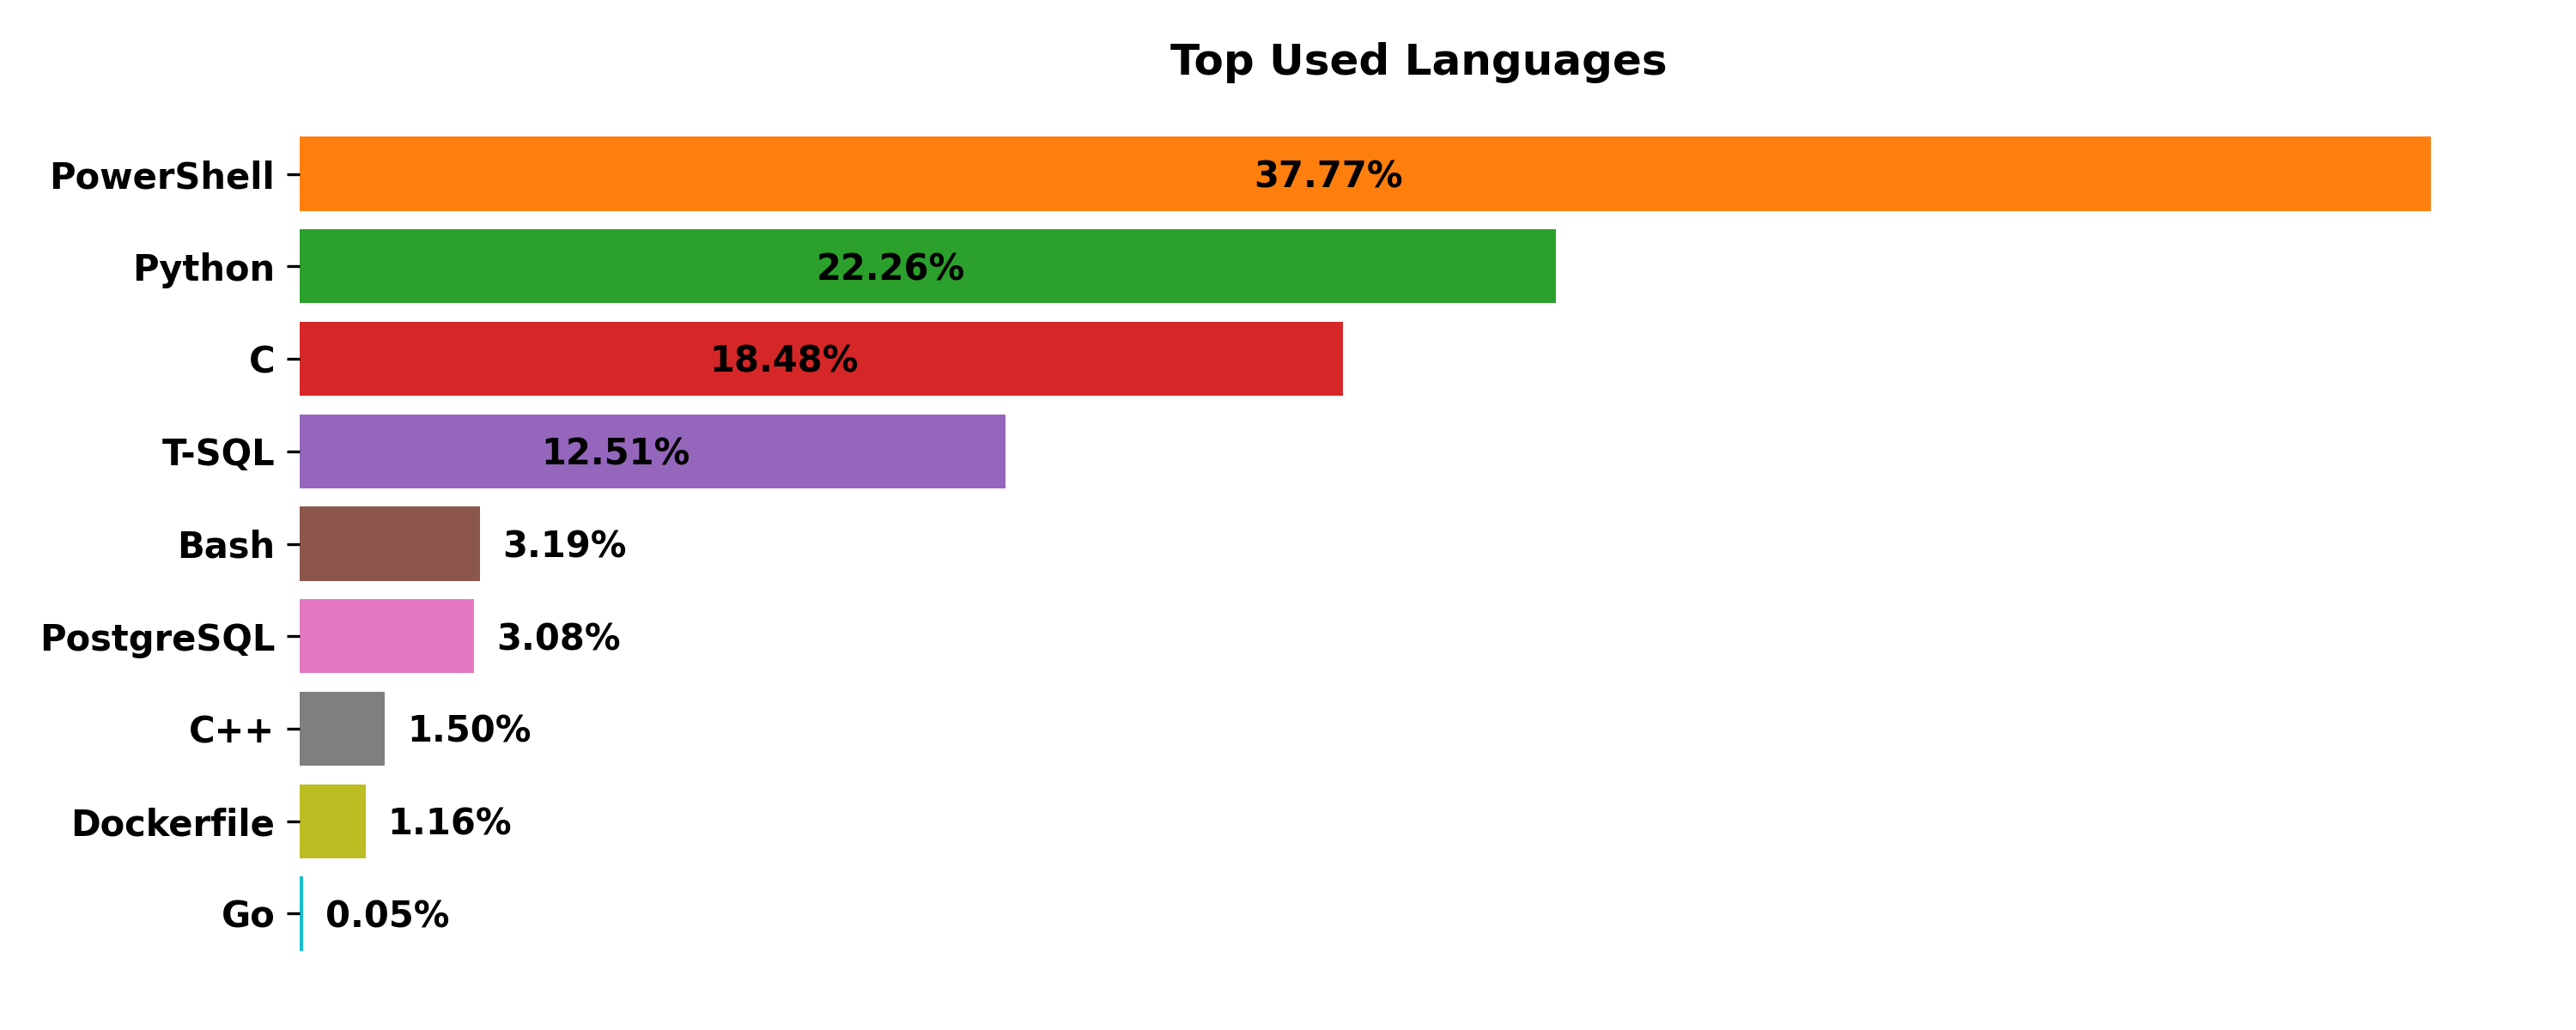 Top Used Languages
PowerShell 37.77%
Python 22.26%
C 18.48%
T-SQL 12.51%
Bash 3.19%
PostgreSQL 3.08%
C++ 1.50%
Dockerfile 1.16%
Go 0.05%